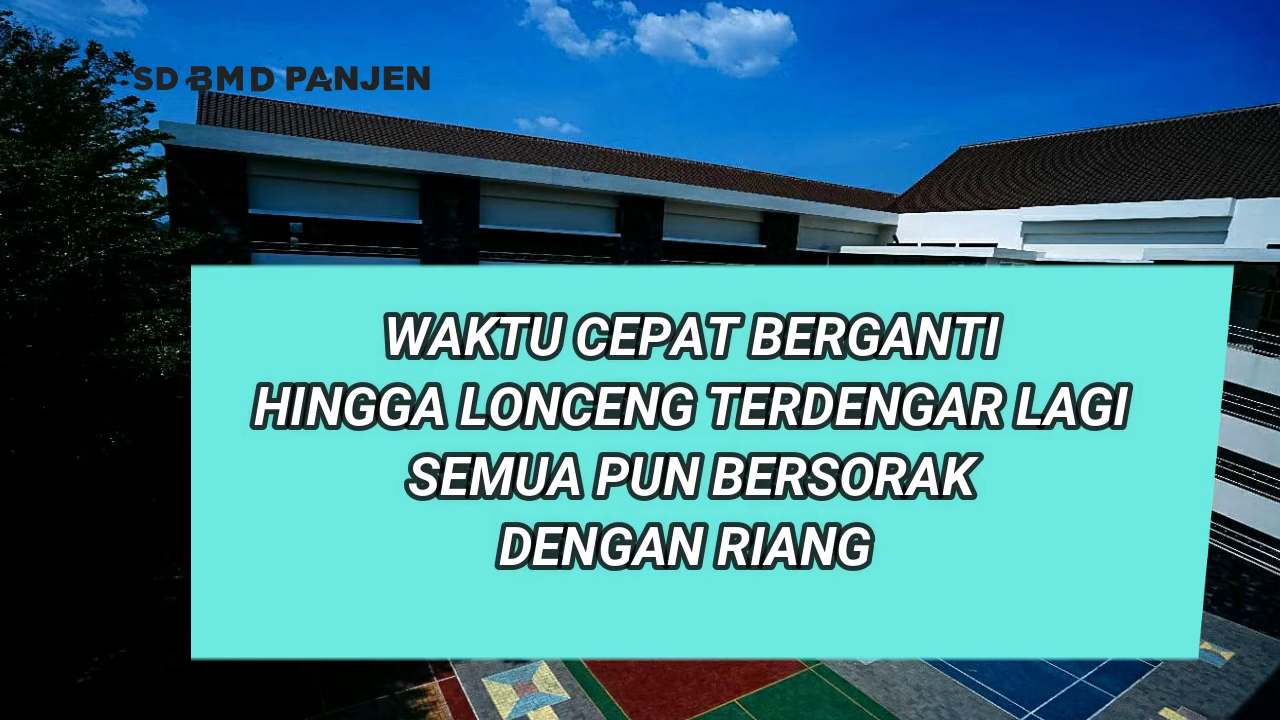 SD BMD PANJEN
WAKTU CEPAT BERGANTI
HINGGA LONCENG TERDENGAR LAGI
SEMUA PUN BERSORAK
DENGAN RIANG